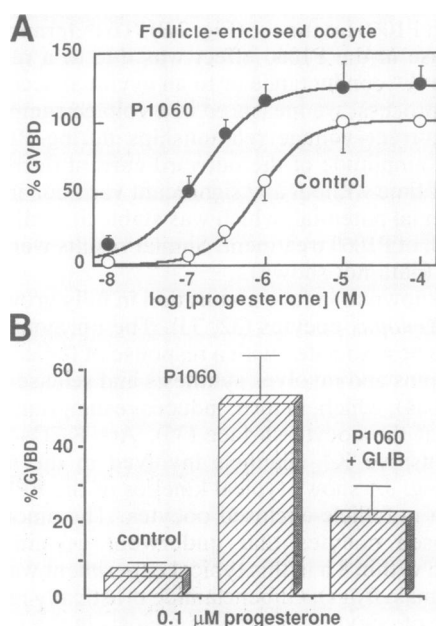 A
Follicle-enclosed oocyte
150
100
50
0
% GVBD
P1060
Control
-8 -7 -6 -5 -4
log [progesterone] (M)
B
60
40
20
0
% GVBD
control
P1060
P1060
+ GLIB
0.1 μM progesterone